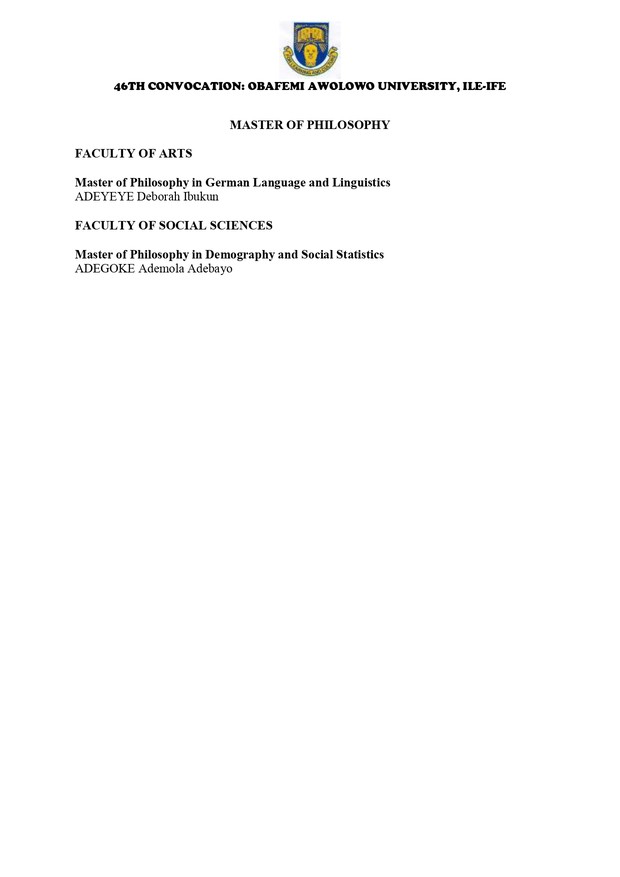 46TH CONVOCATION: OBAFEMI AWOLOWO UNIVERSITY, ILE-IFE
MASTER OF PHILOSOPHY
FACULTY OF ARTS
Master of Philosophy in German Language and Linguistics
ADEYEYE Deborah Ibukun
FACULTY OF SOCIAL SCIENCES
Master of Philosophy in Demography and Social Statistics
ADEGOKE Ademola Adebayo